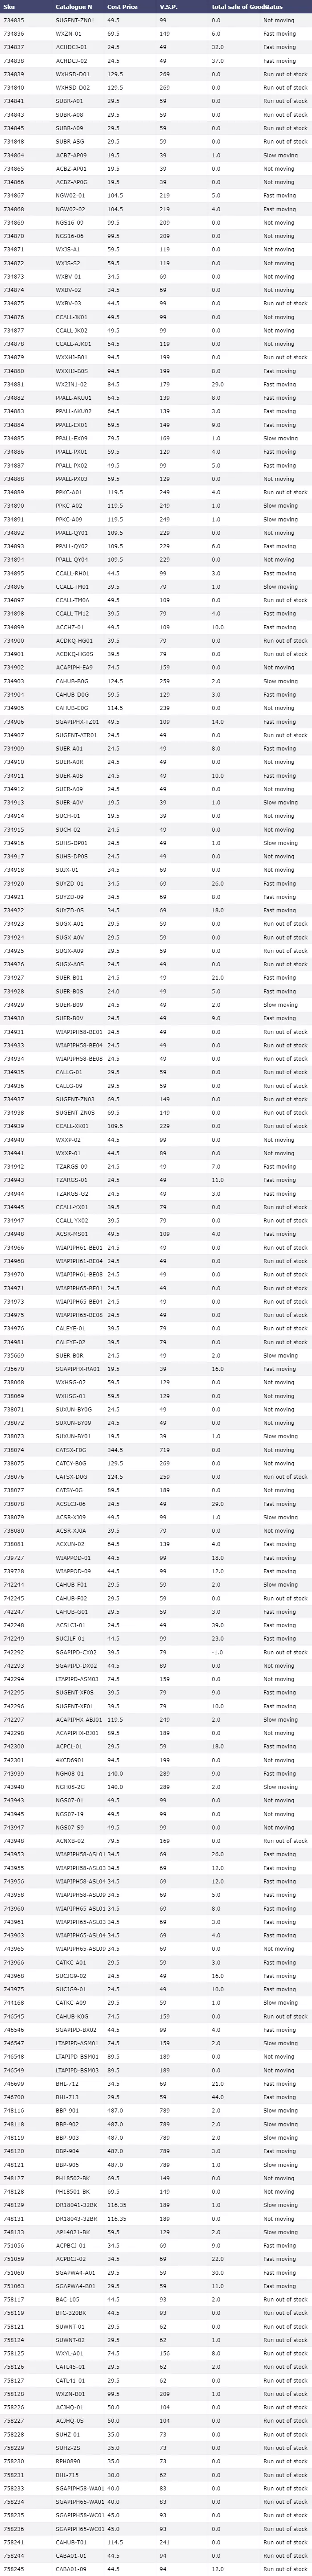 Sku Catalogue N Cost Price V.S.P. total sale of Goods Status
734835 SUGENT-ZN01 49.5 99 0.0 Not moving
734836 WXZN-01 69.5 149 6.0 Fast moving
734837 ACHDCJ-01 24.5 49 32.0 Fast moving
734838 ACHDCJ-02 24.5 49 37.0 Fast moving
734839 WXHSD-D01 129.5 269 0.0 Run out of stock
734840 WXHSD-D02 129.5 269 0.0 Run out of stock
734841 SUBR-A01 29.5 59 0.0 Run out of stock
734843 SUBR-A08 29.5 59 0.0 Run out of stock
734845 SUBR-A09 29.5 59 0.0 Run out of stock
734848 SUBR-ASG 29.5 59 0.0 Run out of stock
734864 ACBZ-AP09 19.5 39 1.0 Slow moving
734865 ACBZ-AP01 19.5 39 0.0 Not moving
734866 ACBZ-AP0G 19.5 39 0.0 Not moving
734867 NGW02-01 104.5 219 5.0 Fast moving
734868 NGW02-02 104.5 219 4.0 Fast moving
734869 NGS16-09 99.5 209 0.0 Not moving
734870 NGS16-06 99.5 209 0.0 Not moving
734871 WXJS-A1 59.5 119 0.0 Not moving
734872 WXJS-S2 59.5 119 0.0 Not moving
734873 WXBV-01 34.5 69 0.0 Not moving
734874 WXBV-02 34.5 69 0.0 Not moving
734875 WXBV-03 44.5 99 0.0 Run out of stock
734876 CCALL-JK01 49.5 99 0.0 Not moving
734877 CCALL-JK02 49.5 99 0.0 Not moving
734878 CCALL-AJK01 54.5 119 0.0 Not moving
734879 WXXHJ-B01 94.5 199 0.0 Run out of stock
734880 WXXHJ-B0S 94.5 199 8.0 Fast moving
734881 WX2IN1-02 84.5 179 29.0 Fast moving
734882 PPALL-AKU01 64.5 139 8.0 Fast moving
734883 PPALL-AKU02 64.5 139 3.0 Fast moving
734884 PPALL-EX01 69.5 149 9.0 Fast moving
734885 PPALL-EX09 79.5 169 1.0 Slow moving
734886 PPALL-PX01 59.5 129 4.0 Fast moving
734887 PPALL-PX02 49.5 99 5.0 Fast moving
734888 PPALL-PX03 59.5 129 0.0 Not moving
734889 PPKC-A01 119.5 249 4.0 Run out of stock
734890 PPKC-A02 119.5 249 1.0 Slow moving
734891 PPKC-A09 119.5 249 1.0 Slow moving
734892 PPALL-QY01 109.5 229 0.0 Not moving
734893 PPALL-QY02 109.5 229 6.0 Fast moving
734894 PPALL-QY04 109.5 229 0.0 Not moving
734895 CCALL-RH01 44.5 99 3.0 Fast moving
734896 CCALL-TM01 39.5 79 1.0 Slow moving
734897 CCALL-TM0A 49.5 109 0.0 Run out of stock
734898 CCALL-TM12 39.5 79 4.0 Fast moving
734899 ACCHZ-01 49.5 109 10.0 Fast moving
734900 ACDKQ-HG01 39.5 79 0.0 Run out of stock
734901 ACDKQ-HG0S 39.5 79 0.0 Run out of stock
734902 ACAPIPH-EA9 74.5 159 0.0 Not moving
734903 CAHUB-B0G 124.5 259 2.0 Slow moving
734904 CAHUB-D0G 59.5 129 3.0 Fast moving
734905 CAHUB-E0G 114.5 239 0.0 Not moving
734906 SGAPIPHX-TZ01 49.5 109 14.0 Fast moving
734907 SUGENT-ATR01 24.5 49 0.0 Run out of stock
734909 SUER-A01 24.5 49 8.0 Fast moving
734910 SUER-A0R 24.5 49 0.0 Not moving
734911 SUER-A0S 24.5 49 10.0 Fast moving
734912 SUER-A09 24.5 49 0.0 Not moving
734913 SUER-A0V 19.5 39 1.0 Slow moving
734914 SUCH-01 19.5 39 0.0 Not moving
734915 SUCH-02 24.5 49 0.0 Not moving
734916 SUHS-DP01 24.5 49 1.0 Slow moving
734917 SUHS-DP0S 24.5 49 0.0 Not moving
734918 SUJX-01 34.5 69 0.0 Not moving
734920 SUYZD-01 34.5 69 26.0 Fast moving
734921 SUYZD-09 34.5 69 8.0 Fast moving
734922 SUYZD-0S 34.5 69 18.0 Fast moving
734923 SUGX-A01 29.5 59 0.0 Run out of stock
734924 SUGX-A0V 29.5 59 0.0 Run out of stock
734925 SUGX-A09 29.5 59 0.0 Run out of stock
734926 SUGX-A0S 24.5 49 0.0 Run out of stock
734927 SUER-B01 24.5 49 21.0 Fast moving
734928 SUER-B0S 24.0 49 5.0 Fast moving
734929 SUER-B09 24.5 49 2.0 Slow moving
734930 SUER-B0V 24.5 49 9.0 Fast moving
734931 WIAPIPH58-BE01 24.5 49 0.0 Run out of stock
734933 WIAPIPH58-BE04 24.5 49 0.0 Run out of stock
734934 WIAPIPH58-BE08 24.5 49 0.0 Run out of stock
734935 CALLG-01 29.5 59 0.0 Run out of stock
734936 CALLG-09 29.5 59 0.0 Run out of stock
734937 SUGENT-ZN03 69.5 149 0.0 Run out of stock
734938 SUGENT-ZN0S 69.5 149 0.0 Run out of stock
734939 CCALL-XK01 109.5 229 0.0 Run out of stock
734940 WXXP-02 44.5 99 0.0 Not moving
734941 WXXP-01 44.5 89 0.0 Not moving
734942 TZARGS-09 24.5 49 7.0 Fast moving
734943 TZARGS-01 24.5 49 11.0 Fast moving
734944 TZARGS-G2 24.5 49 3.0 Fast moving
734945 CCALL-YX01 39.5 79 0.0 Run out of stock
734947 CCALL-YX02 39.5 79 0.0 Run out of stock
734948 ACSR-MS01 49.5 109 4.0 Fast moving
734966 WIAPIPH61-BE01 24.5 49 0.0 Run out of stock
734968 WIAPIPH61-BE04 24.5 49 0.0 Run out of stock
734970 WIAPIPH61-BE08 24.5 49 0.0 Run out of stock
734971 WIAPIPH65-BE01 24.5 49 0.0 Run out of stock
734973 WIAPIPH65-BE04 24.5 49 0.0 Run out of stock
734975 WIAPIPH65-BE08 24.5 49 0.0 Run out of stock
734976 CALEYE-01 39.5 79 0.0 Run out of stock
734981 CALEYE-02 39.5 79 0.0 Run out of stock
735669 SUER-B0R 24.5 49 2.0 Slow moving
735670 SGAPIPHX-RA01 19.5 39 16.0 Fast moving
738068 WXHSG-02 59.5 129 0.0 Not moving
738069 WXHSG-01 59.5 129 0.0 Not moving
738071 SUXUN-BY0G 24.5 49 0.0 Not moving
738072 SUXUN-BY09 24.5 49 0.0 Not moving
738073 SUXUN-BY01 19.5 39 1.0 Slow moving
738074 CATSX-F0G 344.5 719 0.0 Not moving
738075 CATCY-B0G 129.5 269 0.0 Not moving
738076 CATSX-D0G 124.5 259 0.0 Run out of stock
738077 CATSY-0G 89.5 189 0.0 Not moving
738078 ACSLCJ-06 24.5 49 29.0 Fast moving
738079 ACSR-XJ09 49.5 99 1.0 Slow moving
738080 ACSR-XJ0A 39.5 79 0.0 Not moving
738081 ACXUN-02 64.5 139 4.0 Fast moving
739727 WIAPPOD-01 44.5 99 18.0 Fast moving
739728 WIAPPOD-09 44.5 99 12.0 Fast moving
742244 CAHUB-F01 29.5 59 2.0 Slow moving
742245 CAHUB-F02 29.5 59 0.0 Run out of stock
742247 CAHUB-G01 29.5 59 3.0 Fast moving
742248 ACSLCJ-01 24.5 49 39.0 Fast moving
742249 SUCJLF-01 44.5 99 23.0 Fast moving
742292 SGAPIPD-CX02 39.5 79 -1.0 Run out of stock
742293 SGAPIPD-DX02 44.5 89 0.0 Not moving
742294 LTAPIPD-ASM03 74.5 159 0.0 Not moving
742295 SUGENT-XF0S 39.5 79 9.0 Fast moving
742296 SUGENT-XF01 39.5 79 10.0 Fast moving
742297 ACAPIPHX-ABJ01 119.5 249 2.0 Slow moving
742298 ACAPIPHX-BJ01 89.5 189 0.0 Not moving
742300 ACPCL-01 29.5 59 18.0 Fast moving
742301 4KCD6901 94.5 199 0.0 Not moving
743939 NGH08-01 140.0 289 9.0 Fast moving
743940 NGH08-2G 140.0 289 2.0 Slow moving
743943 NGS07-01 49.5 99 0.0 Not moving
743945 NGS07-19 49.5 99 0.0 Not moving
743947 NGS07-S9 49.5 99 0.0 Not moving
743948 ACNXB-02 79.5 169 0.0 Run out of stock
743953 WIAPIPH58-ASL01 34.5 69 26.0 Fast moving
743955 WIAPIPH58-ASL03 34.5 69 12.0 Fast moving
743956 WIAPIPH58-ASL04 34.5 69 12.0 Fast moving
743958 WIAPIPH58-ASL09 34.5 69 5.0 Fast moving
743960 WIAPIPH65-ASL01 34.5 69 8.0 Fast moving
743961 WIAPIPH65-ASL03 34.5 69 3.0 Fast moving
743963 WIAPIPH65-ASL04 34.5 69 4.0 Fast moving
743965 WIAPIPH65-ASL09 34.5 69 0.0 Not moving
743966 CATKC-A01 29.5 59 3.0 Fast moving
743968 SUCJG9-02 24.5 49 16.0 Fast moving
743975 SUCJG9-01 24.5 49 10.0 Fast moving
744168 CATKC-A09 29.5 59 1.0 Slow moving
746545 CAHUB-K0G 74.5 159 0.0 Run out of stock
746546 SGAPIPD-BX02 44.5 99 4.0 Fast moving
746547 LTAPIPD-ASM01 74.5 159 2.0 Slow moving
746548 LTAPIPD-BSM01 89.5 189 0.0 Not moving
746549 LTAPIPD-BSM03 89.5 189 0.0 Not moving
746699 BHL-712 34.5 69 21.0 Fast moving
746700 BHL-713 29.5 59 44.0 Fast moving
748116 BBP-901 487.0 789 2.0 Slow moving
748118 BBP-902 487.0 789 2.0 Slow moving
748119 BBP-903 487.0 789 2.0 Slow moving
748120 BBP-904 487.0 789 3.0 Fast moving
748121 BBP-905 487.0 789 1.0 Slow moving
748127 PH18502-BK 69.5 149 0.0 Not moving
748128 PH18501-BK 69.5 149 0.0 Not moving
748129 DR18041-32BK 116.35 189 1.0 Slow moving
748131 DR18043-32BR 116.35 189 0.0 Not moving
748133 AP14021-BK 59.5 129 2.0 Slow moving
751056 ACPBCJ-01 34.5 69 9.0 Fast moving
751059 ACPBCJ-02 34.5 69 22.0 Fast moving
751060 SGAPWA4-A01 29.5 59 30.0 Fast moving
751063 SGAPWA4-B01 29.5 59 11.0 Fast moving
758117 BAC-105 44.5 93 2.0 Run out of stock
758119 BTC-320BK 44.5 93 0.0 Run out of stock
758121 SUWNT-01 29.5 62 0.0 Run out of stock
758124 SUWNT-02 29.5 62 1.0 Run out of stock
758125 WXYL-A01 74.5 156 8.0 Run out of stock
758126 CATL45-01 29.5 62 2.0 Run out of stock
758127 CATL41-01 29.5 62 0.0 Run out of stock
758128 WXZN-B01 99.5 209 1.0 Run out of stock
758226 ACJHQ-01 50.0 104 0.0 Run out of stock
758227 ACJHQ-0S 50.0 104 0.0 Run out of stock
758228 SUHZ-01 35.0 73 0.0 Run out of stock
758229 SUHZ-2S 35.0 73 0.0 Run out of stock
758230 RPH0890 35.0 73 0.0 Run out of stock
758231 BHL-715 30.0 62 0.0 Run out of stock
758233 SGAPIPH58-WA01 40.0 83 0.0 Run out of stock
758234 SGAPIPH65-WA01 40.0 83 0.0 Run out of stock
758235 SGAPIPH58-WC01 45.0 93 0.0 Run out of stock
758236 SGAPIPH65-WC01 45.0 93 0.0 Run out of stock
758241 CAHUB-T01 114.5 241 0.0 Run out of stock
758244 CABA01-01 44.5 94 0.0 Run out of stock
758245 CABA01-09 44.5 94 12.0 Run out of stock